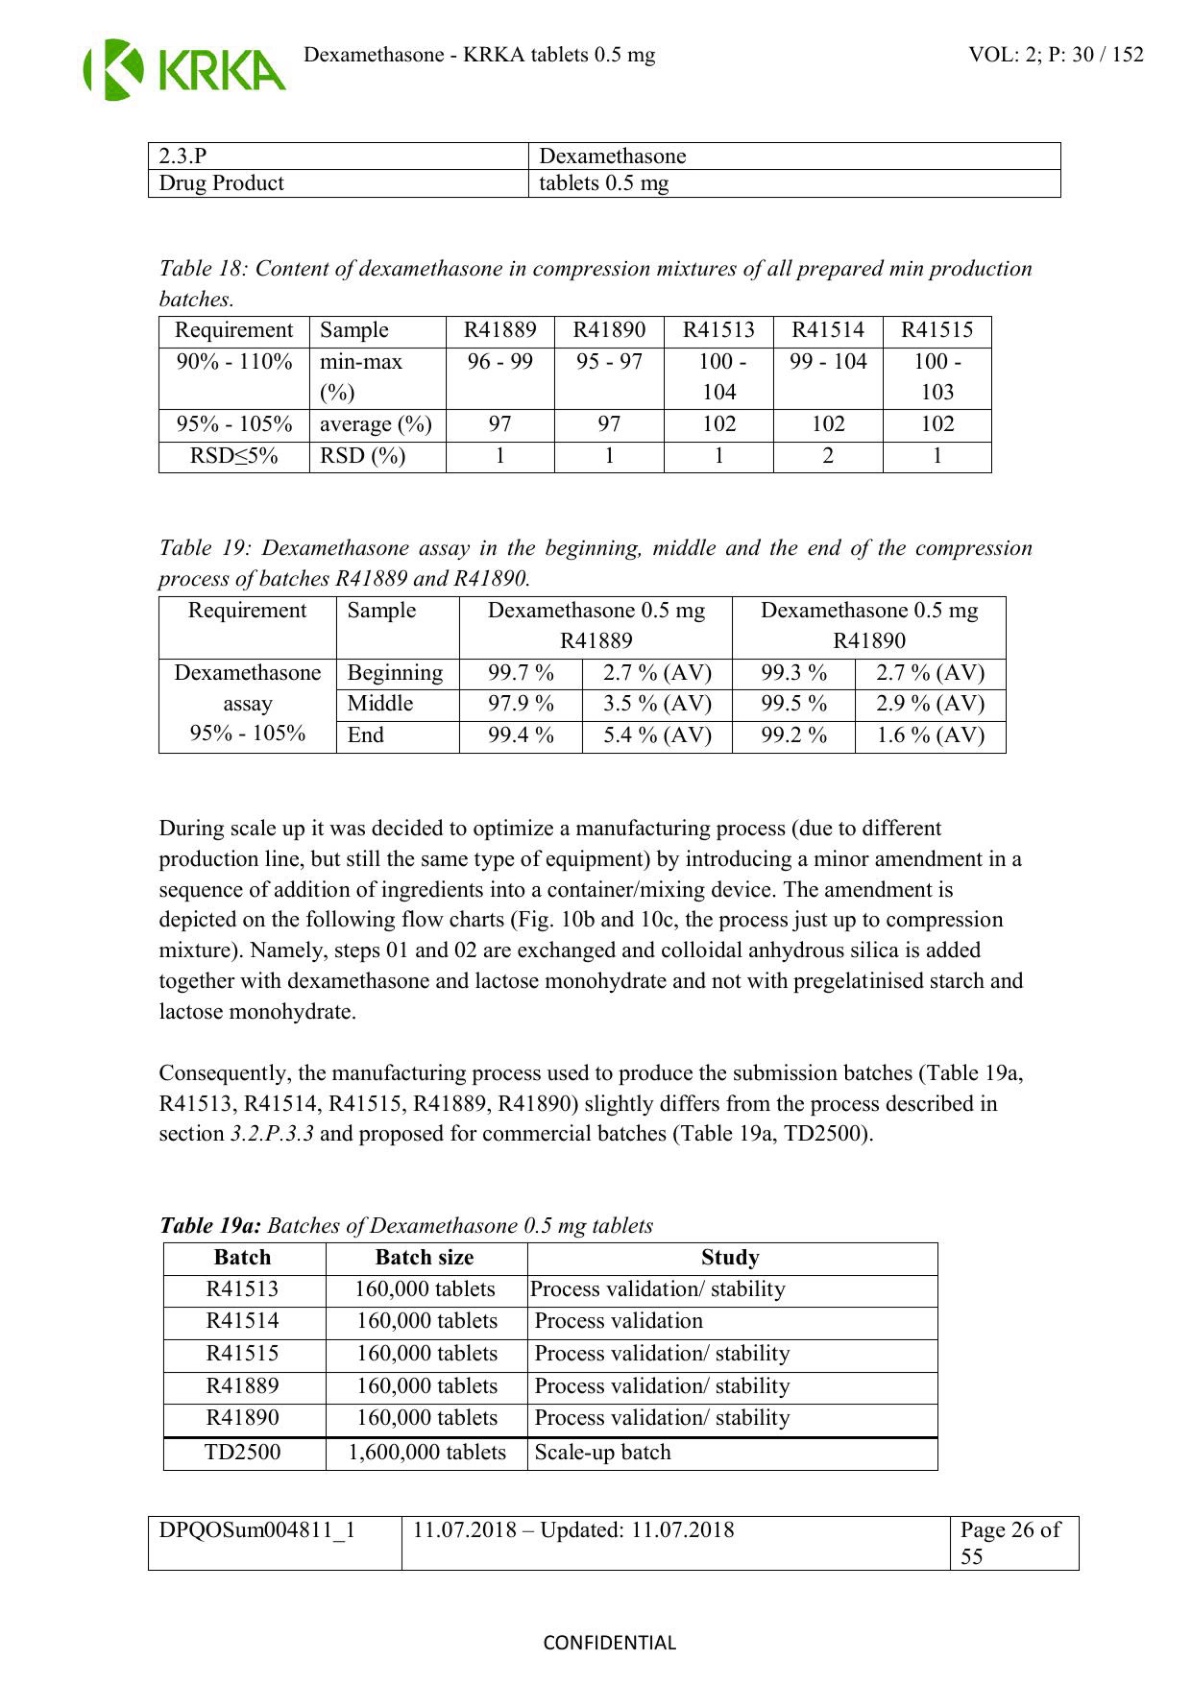 KRKA
Dexamethasone - KRKA tablets 0.5 mg
VOL: 2; P: 30 / 152
2.3.P Dexamethasone
Drug Product tablets 0.5 mg
Table 18: Content of dexamethasone in compression mixtures of all prepared min production
batches.
Requirement Sample R41889 R41890 R41513 R41514 R41515
90% - 110% min-max 96 - 99 95 - 97 100 - 99 - 104 100 -
(%) 104 103
95% - 105% average (%) 97 97 102 102 102
RSD≤5% RSD (%) 1 1 1 2 1
Table 19: Dexamethasone assay in the beginning, middle and the end of the compression
process of batches R41889 and R41890.
Requirement Sample Dexamethasone 0.5 mg Dexamethasone 0.5 mg
R41889 R41890
Dexamethasone Beginning 99.7 % 2.7 % (AV) 99.3 % 2.7 % (AV)
assay Middle 97.9 % 3.5 % (AV) 99.5 % 2.9 % (AV)
95% - 105% End 99.4 % 5.4 % (AV) 99.2 % 1.6 % (AV)
During scale up it was decided to optimize a manufacturing process (due to different
production line, but still the same type of equipment) by introducing a minor amendment in a
sequence of addition of ingredients into a container/mixing device. The amendment is
depicted on the following flow charts (Fig. 10b and 10c, the process just up to compression
mixture). Namely, steps 01 and 02 are exchanged and colloidal anhydrous silica is added
together with dexamethasone and lactose monohydrate and not with pregelatinised starch and
lactose monohydrate.
Consequently, the manufacturing process used to produce the submission batches (Table 19a,
R41513, R41514, R41515, R41889, R41890) slightly differs from the process described in
section 3.2.P.3.3 and proposed for commercial batches (Table 19a, TD2500).
Table 19a: Batches of Dexamethasone 0.5 mg tablets
Batch Batch size Study
R41513 160,000 tablets Process validation/ stability
R41514 160,000 tablets Process validation
R41515 160,000 tablets Process validation/ stability
R41889 160,000 tablets Process validation/ stability
R41890 160,000 tablets Process validation/ stability
TD2500 1,600,000 tablets Scale-up batch
DPQOSum004811_1 11.07.2018 – Updated: 11.07.2018 Page 26 of
55
CONFIDENTIAL